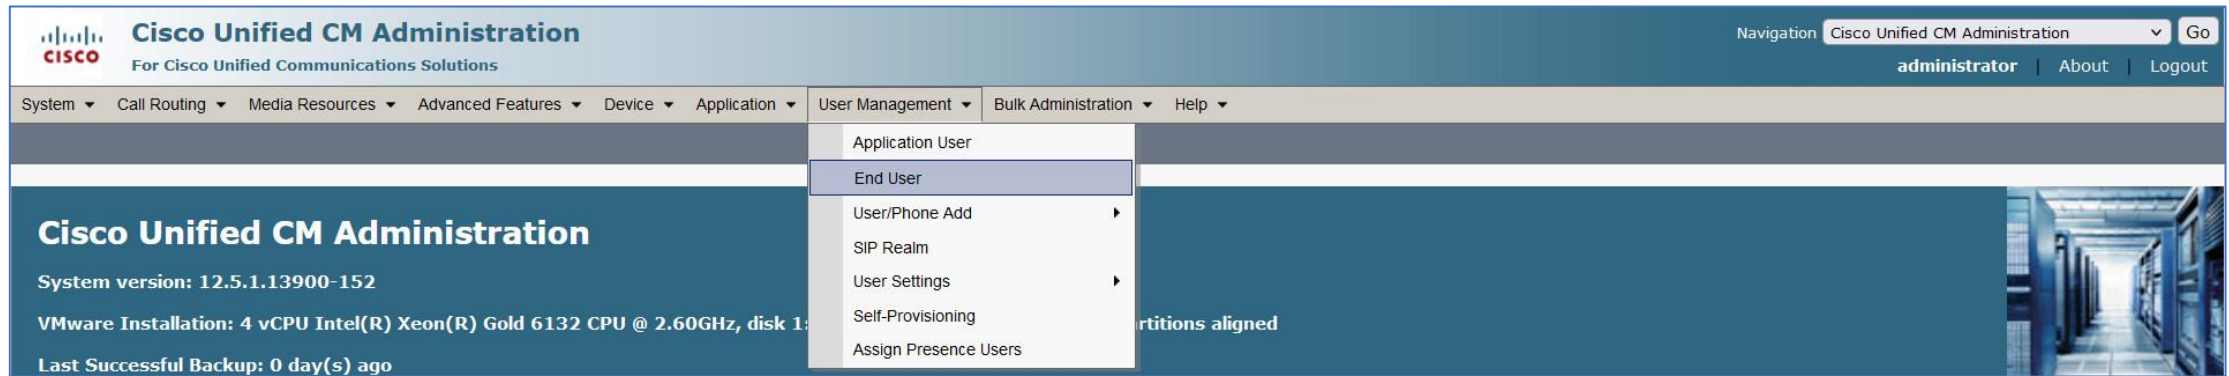 CISCO
Cisco Unified CM Administration
For Cisco Unified Communications Solutions
Navigation Cisco Unified CM Administration Go
administrator | About | Logout
System Call Routing Media Resources Advanced Features Device Application User Management Bulk Administration Help
Application User
End User
User/Phone Add
SIP Realm
User Settings
Self-Provisioning
Assign Presence Users
Cisco Unified CM Administration
System version: 12.5.1.13900-152
VMware Installation: 4 vCPU Intel(R) Xeon(R) Gold 6132 CPU @ 2.60GHz, disk 1: aligned
Last Successful Backup: 0 day(s) ago